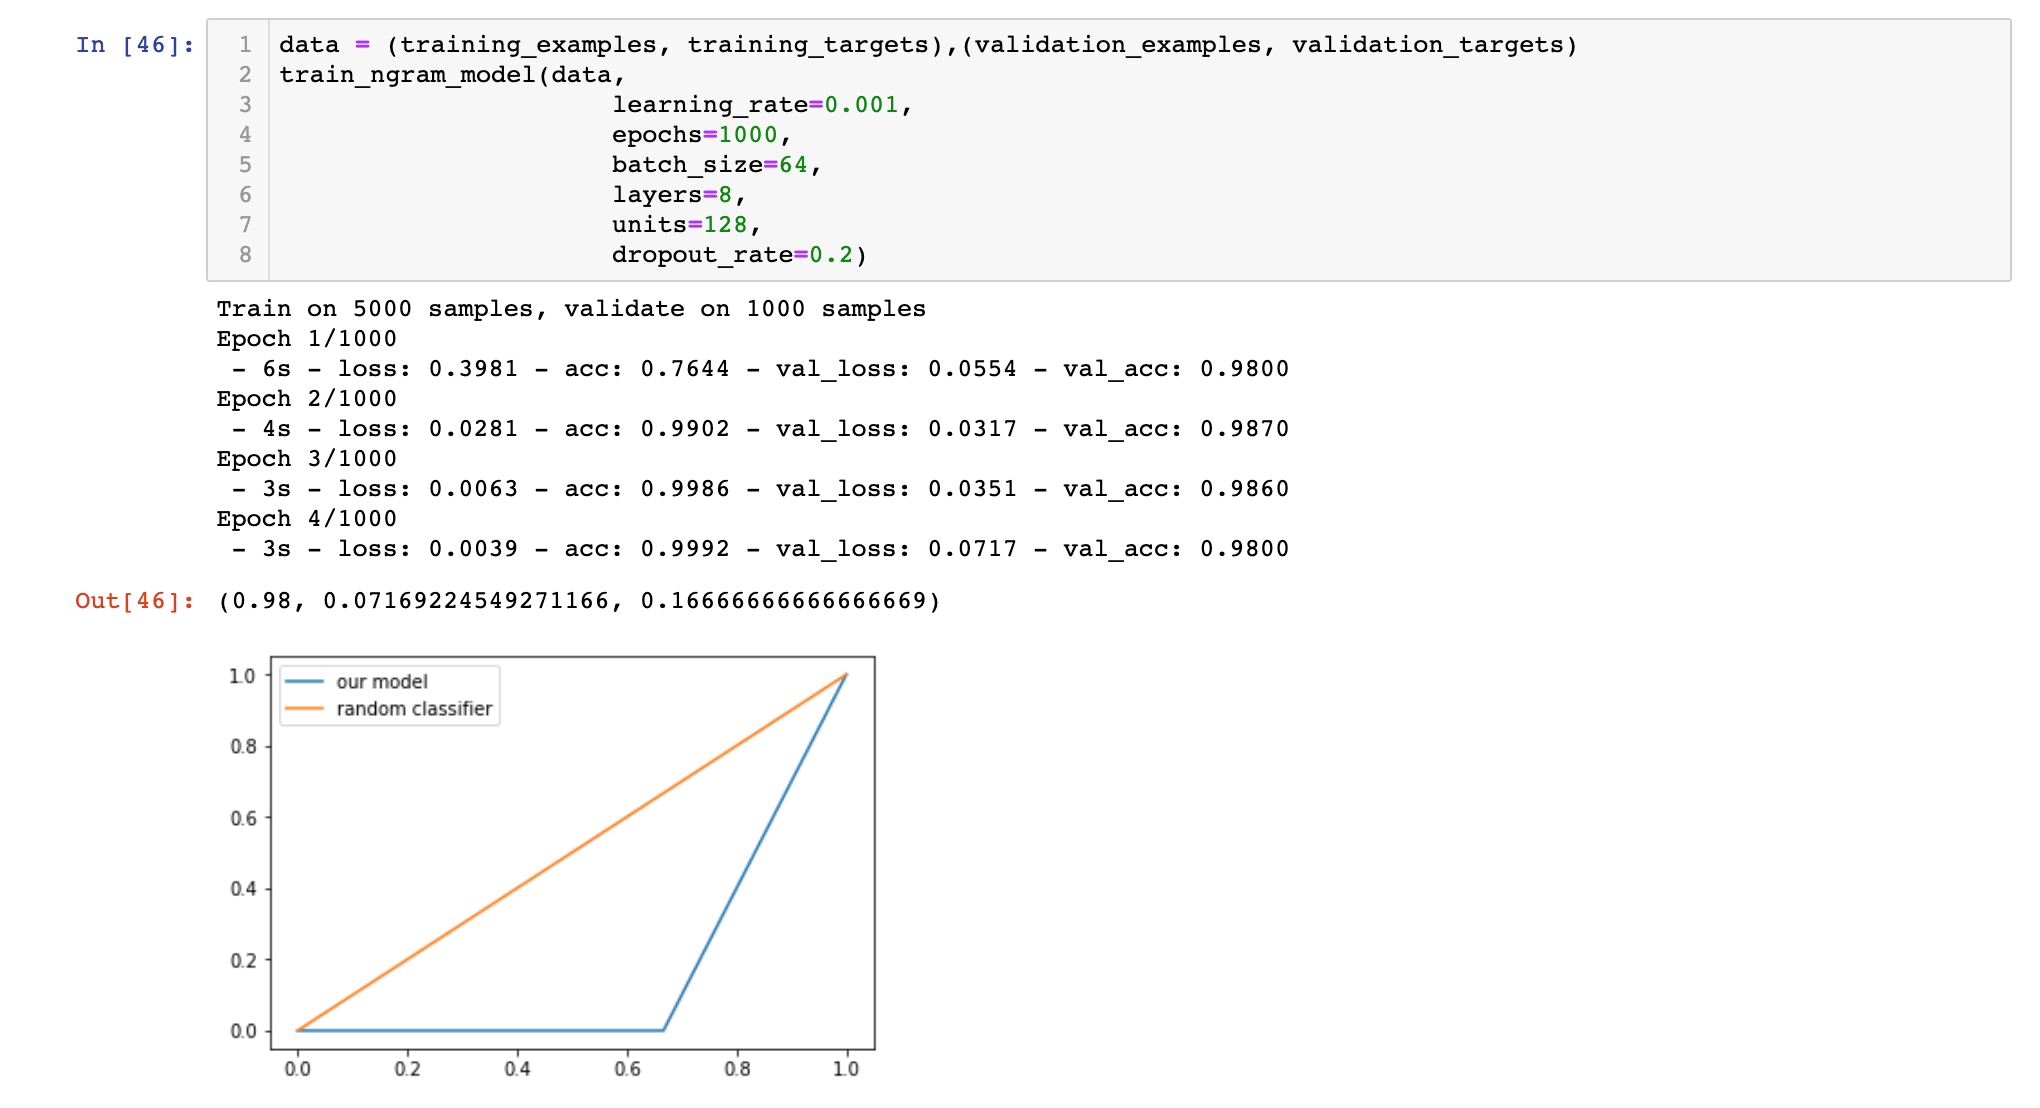 In [46]:
1 data = (training_examples, training_targets),(validation_examples, validation_targets)
2 train_ngram_model(data,
3 learning_rate=0.001,
4 epochs=1000,
5 batch_size=64,
6 layers=8,
7 units=128,
8 dropout_rate=0.2)
Train on 5000 samples, validate on 1000 samples
Epoch 1/1000
 - 6s - loss: 0.3981 - acc: 0.7644 - val_loss: 0.0554 - val_acc: 0.9800
Epoch 2/1000
 - 4s - loss: 0.0281 - acc: 0.9902 - val_loss: 0.0317 - val_acc: 0.9870
Epoch 3/1000
 - 3s - loss: 0.0063 - acc: 0.9986 - val_loss: 0.0351 - val_acc: 0.9860
Epoch 4/1000
 - 3s - loss: 0.0039 - acc: 0.9992 - val_loss: 0.0717 - val_acc: 0.9800
Out[46]: (0.98, 0.07169224549271166, 0.16666666666666669)
our model
random classifier
1.0
0.8
0.6
0.4
0.2
0.0
0.0 0.2 0.4 0.6 0.8 1.0